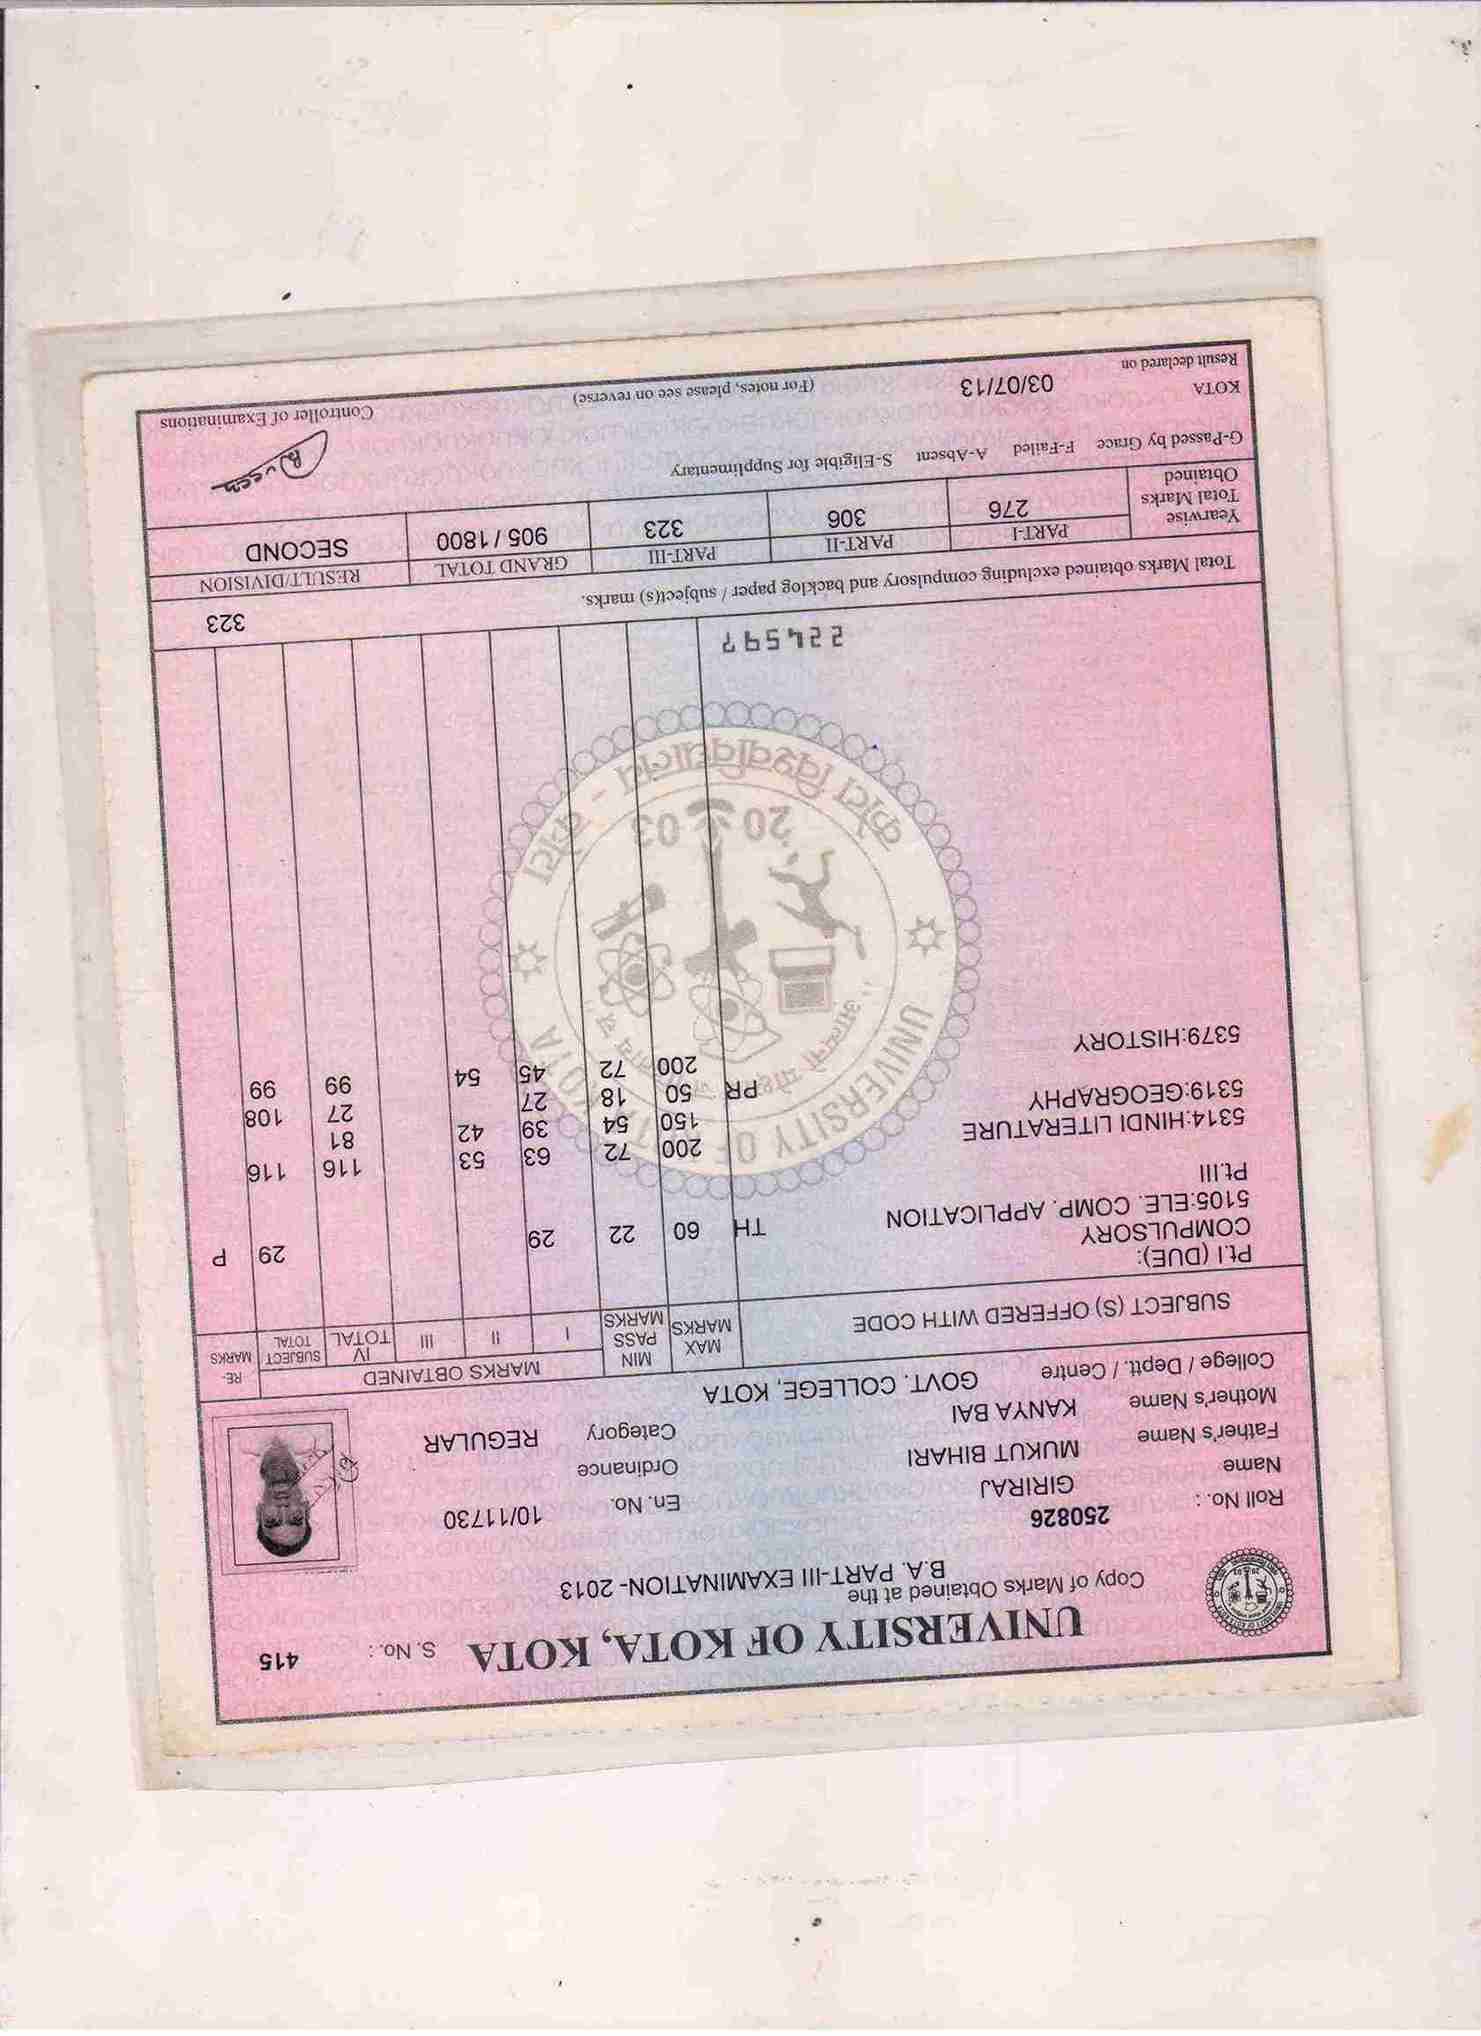 UNIVERSITY OF KOTA, KOTA S. No. : 415
Copy of Marks Obtained at the
B.A. PART-III EXAMINATION- 2013
Roll No. : 250826 En. No. 10/11730
Name GIRIRAJ Ordinance
Father's Name MUKUT BIHARI Category REGULAR
Mother's Name KANYA BAI
College / Deptt. / Centre GOVT. COLLEGE, KOTA
SUBJECT (S) OFFERED WITH CODE MAX MARKS MIN PASS MARKS MARKS OBTAINED I II III IV TOTAL SUBJECT TOTAL RE-MARKS
Pt.I (DUE):
COMPULSORY
5105:ELE. COMP. APPLICATION TH 60 22 29 29 P
Pt.III
5314:HINDI LITERATURE 200 72 63 53 116 116
5319:GEOGRAPHY 150 54 39 42 81
PR 50 18 27 27 108
5379:HISTORY 200 72 45 54 99 99
UNIVERSITY OF KOTA
कोटा विश्वविद्यालय - कोटा
20 03
224597
323
Total Marks obtained excluding compulsory and backlog paper / subject(s) marks.
Yearwise Total Marks Obtained PART-I PART-II PART-III GRAND TOTAL RESULT/DIVISION
276 306 323 905 / 1800 SECOND
G-Passed by Grace F-Failed A-Absent S-Eligible for Supplimentary
KOTA
Result declared on 03/07/13 (For notes, please see on reverse) Controller of Examinations